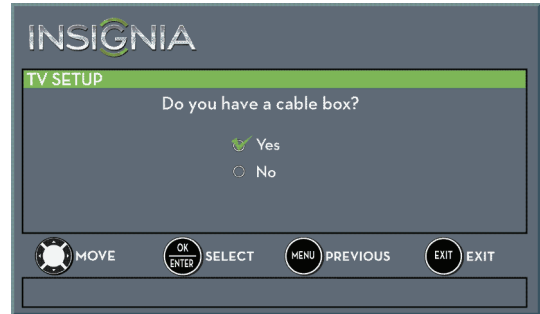 INSIGNIA
TV SETUP
Do you have a cable box?
Yes
No
MOVE OK ENTER SELECT MENU PREVIOUS EXIT EXIT